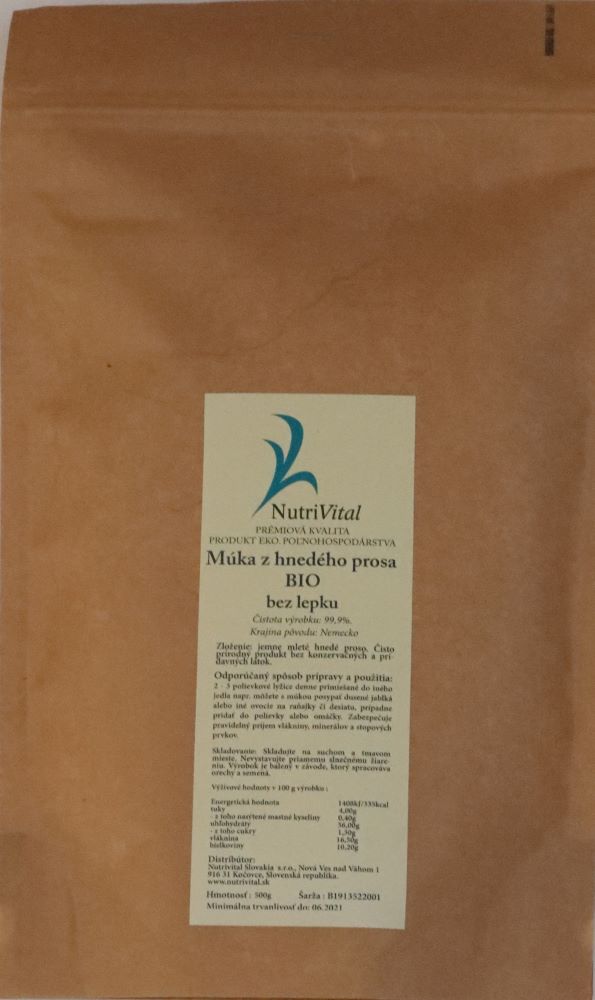 NutriVital
PRÉMIOVÁ KVALITA
PRODUKT EKO. POĽNOHOSPODÁRSTVA
Múka z hnedého prosa
BIO
bez lepku
Čistota výrobku: 99,9%.
Krajina pôvodu: Nemecko
Zloženie: jemne mleté hnedé proso. Čisto
prírodný produkt bez konzervačných a prí-
davných látok.
Odporúčaný spôsob prípravy a použitia:
2 - 3 polievkové lyžice denne primiešené do iného
jedla napr. môžete s múkou posypať dusené jabĺká
alebo iné ovocie na raňajky či desiatu, prípadne
pridať do polievky alebo omáčky. Zabezpečuje
pravidelný príjem vlákniny, minerálov a stopových
prvkov.
Skladovanie: Skladujte na suchom a tmavom
mieste. Nevystavujte priamemu slnečnému žiare-
niu. Výrobok je balený v závode, ktorý spracováva
orechy a semená.
Výživové hodnoty v 100 g výrobku :
Energetická hodnota 1408kJ/335kcal
tuky 4,00g
- z toho nasýtené mastné kyseliny 0,40g
uhľohydráty 56,00g
- z toho cukry 1,50g
vláknina 16,50g
bielkoviny 10,20g
Distribútor:
Nutrivital Slovakia s.r.o., Nová Ves nad Váhom 1
916 31 Kočovce, Slovenská republika.
www.nutrivital.sk
Hmotnosť : 500g Šarža : B1913522001
Minimálna trvanlivosť do: 06.2021